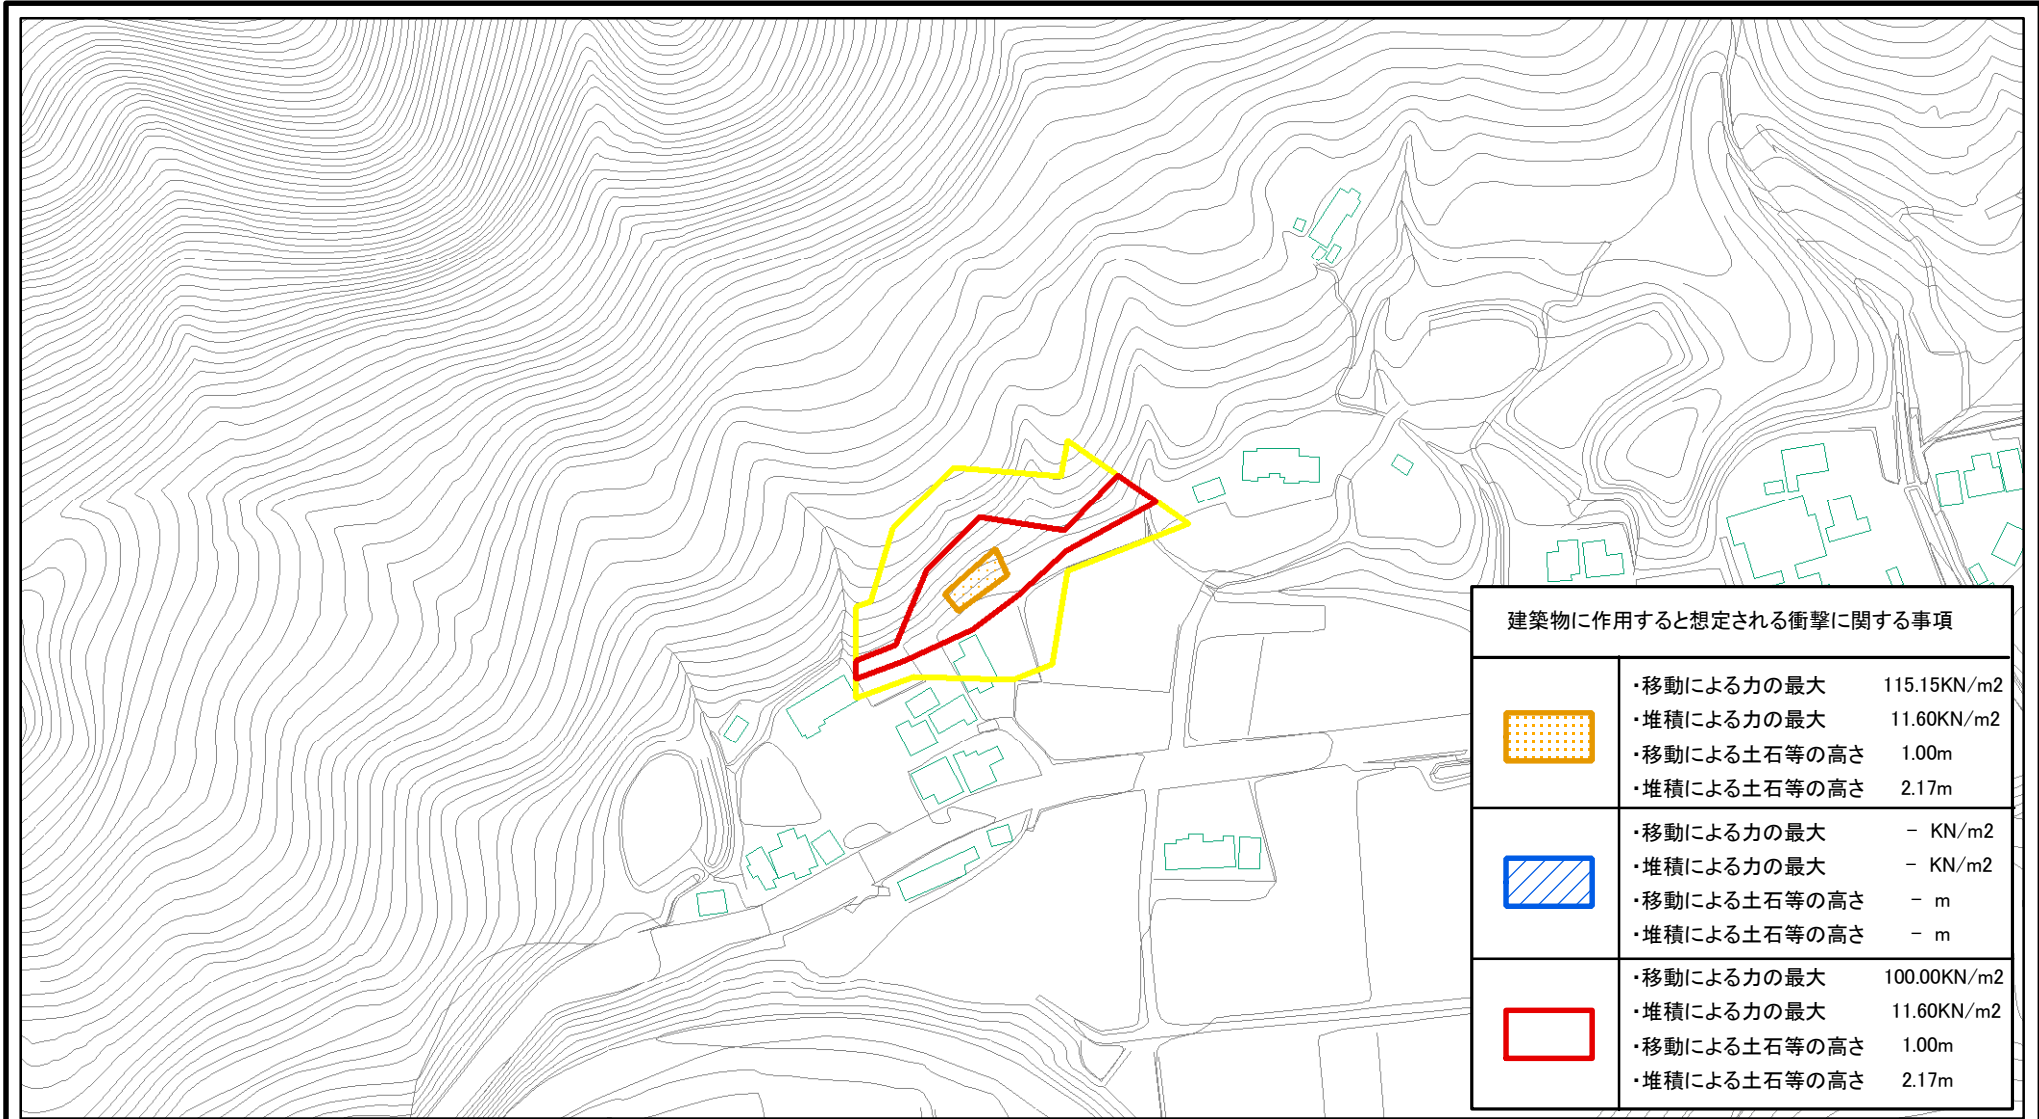 建築物に作用すると想定される衝撃に関する事項
・移動による力の最大 115.15KN/m2
・堆積による力の最大 11.60KN/m2
・移動による土石等の高さ 1.00m
・堆積による土石等の高さ 2.17m
・移動による力の最大 - KN/m2
・堆積による力の最大 - KN/m2
・移動による土石等の高さ - m
・堆積による土石等の高さ - m
・移動による力の最大 100.00KN/m2
・堆積による力の最大 11.60KN/m2
・移動による土石等の高さ 1.00m
・堆積による土石等の高さ 2.17m